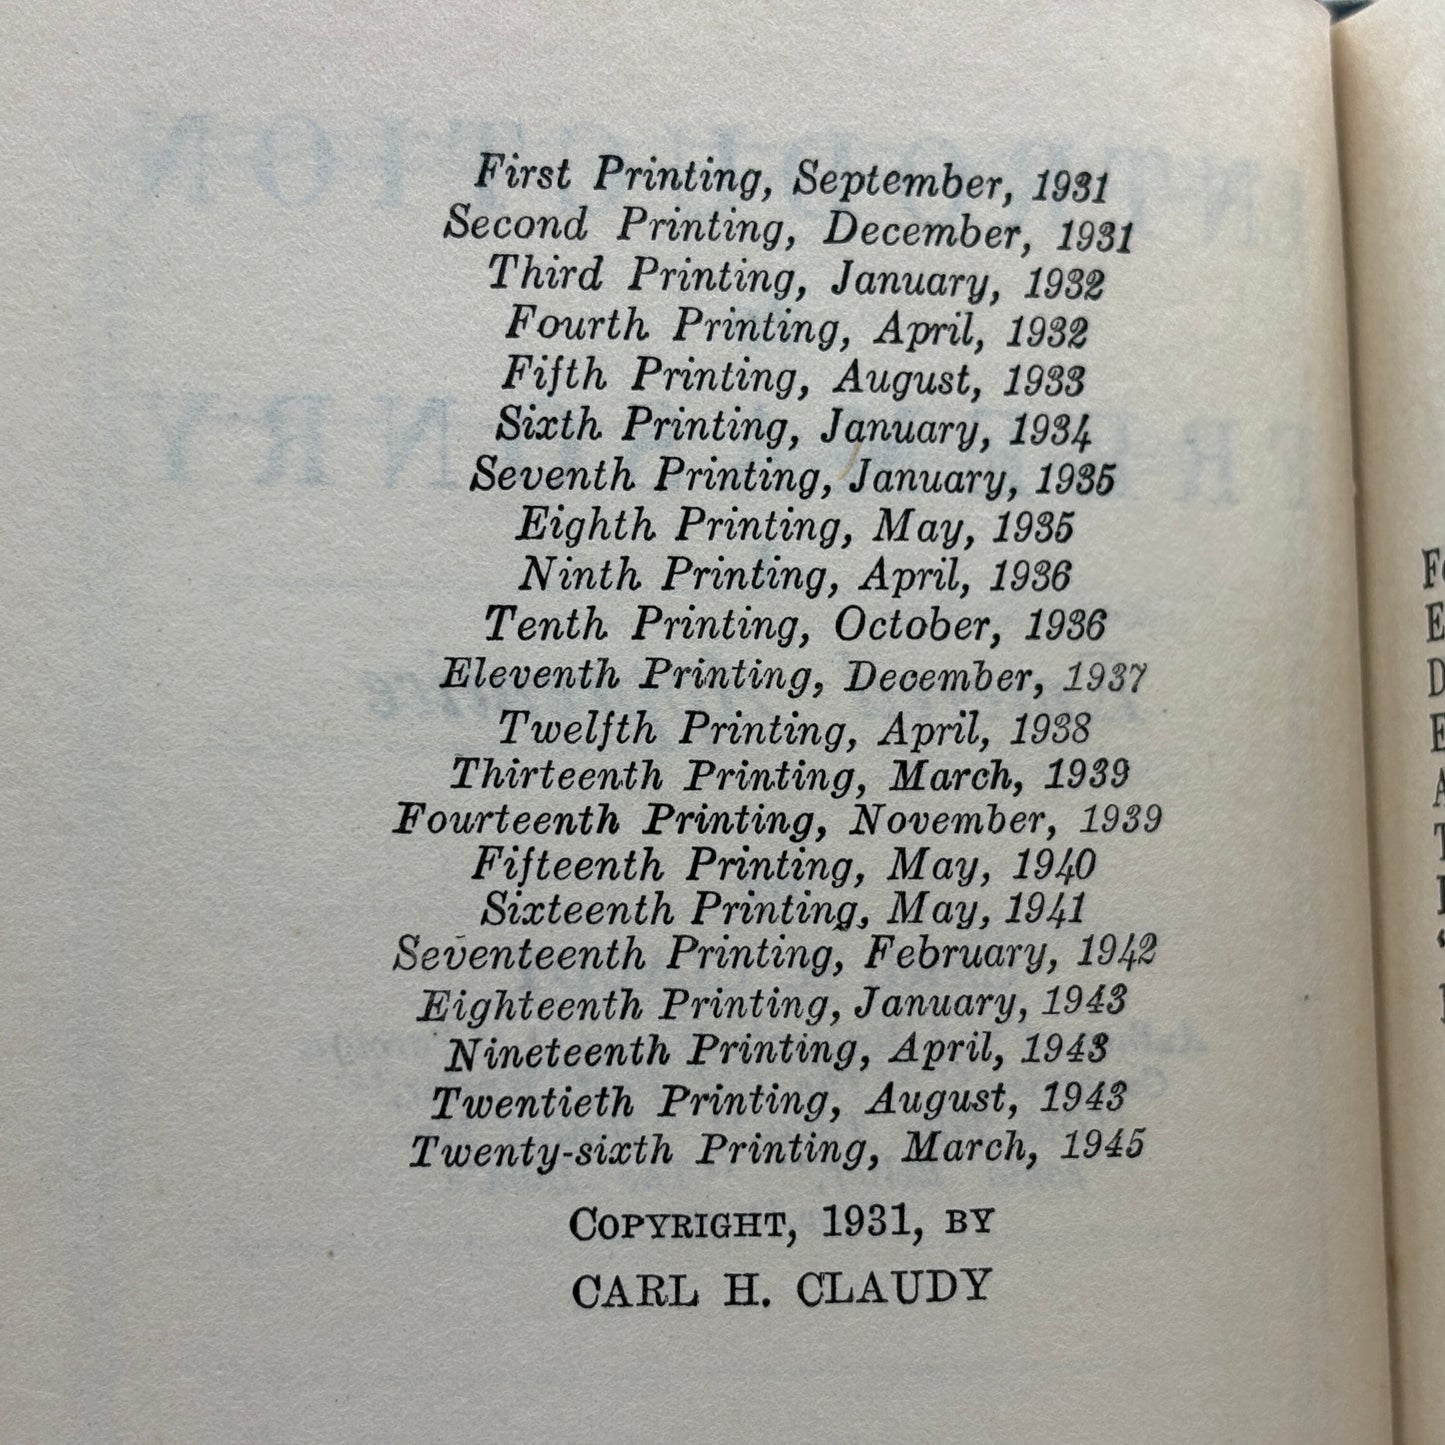 First Printing, September, 1931
Second Printing, December, 1931
Third Printing, January, 1932
Fourth Printing, April, 1932
Fifth Printing, August, 1933
Sixth Printing, January, 1934
Seventh Printing, January, 1935
Eighth Printing, May, 1935
Ninth Printing, April, 1936
Tenth Printing, October, 1936
Eleventh Printing, December, 1937
Twelfth Printing, April, 1938
Thirteenth Printing, March, 1939
Fourteenth Printing, November, 1939
Fifteenth Printing, May, 1940
Sixteenth Printing, May, 1941
Seventeenth Printing, February, 1942
Eighteenth Printing, January, 1943
Nineteenth Printing, April, 1943
Twentieth Printing, August, 1943
Twenty-sixth Printing, March, 1945
COPYRIGHT, 1931, BY
CARL H. CLAUDY